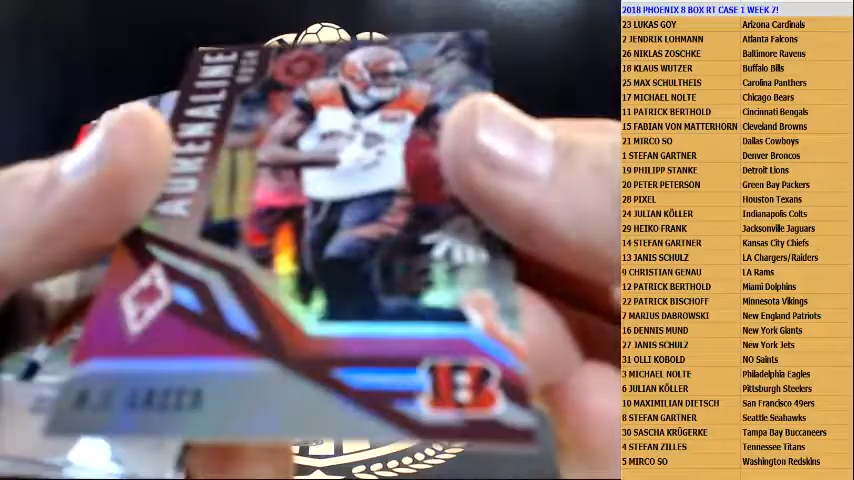 ADRENALINE
RUSH
A.J. GREEN
B
2018 PHOENIX 8 BOX RT CASE 1 WEEK 7!
23 LUKAS GOY Arizona Cardinals
2 JENDRIK LOHMANN Atlanta Falcons
26 NIKLAS ZOSCHKE Baltimore Ravens
18 KLAUS WUTZER Buffalo Bills
25 MAX SCHULTHEIS Carolina Panthers
17 MICHAEL NOLTE Chicago Bears
11 PATRICK BERTHOLD Cincinnati Bengals
15 FABIAN VON MATTERHORN Cleveland Browns
21 MIRCO SO Dallas Cowboys
1 STEFAN GARTNER Denver Broncos
19 PHILIPP STANKE Detroit Lions
20 PETER PETERSON Green Bay Packers
28 PIXEL Houston Texans
24 JULIAN KÖLLER Indianapolis Colts
29 HEIKO FRANK Jacksonville Jaguars
14 STEFAN GARTNER Kansas City Chiefs
13 JANIS SCHULZ LA Chargers/Raiders
9 CHRISTIAN GENAU LA Rams
12 PATRICK BERTHOLD Miami Dolphins
22 PATRICK BISCHOFF Minnesota Vikings
7 MARIUS DABROWSKI New England Patriots
16 DENNIS MUND New York Giants
27 JANIS SCHULZ New York Jets
31 OLLI KOBOLD NO Saints
3 MICHAEL NOLTE Philadelphia Eagles
6 JULIAN KÖLLER Pittsburgh Steelers
10 MAXIMILIAN DIETSCH San Francisco 49ers
8 STEFAN GARTNER Seattle Seahawks
30 SASCHA KRÜGERKE Tampa Bay Buccaneers
4 STEFAN ZILLES Tennessee Titans
5 MIRCO SO Washington Redskins